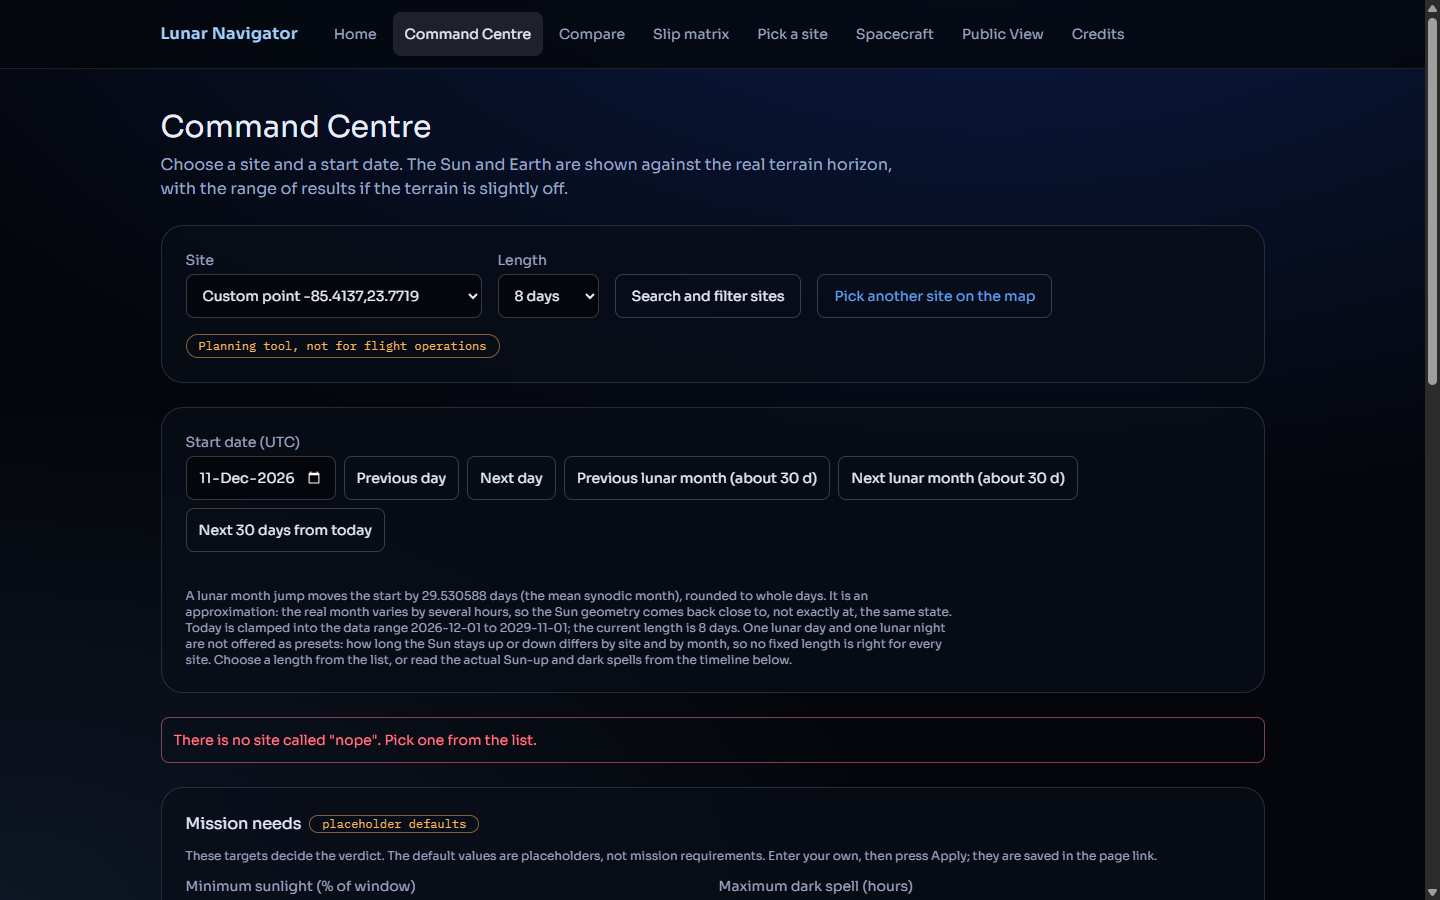 Lunar Navigator Home Command Centre Compare Slip matrix Pick a site Spacecraft Public View Credits
Command Centre
Choose a site and a start date. The Sun and Earth are shown against the real terrain horizon,
with the range of results if the terrain is slightly off.
Site Length
Custom point -85.4137,23.7719 8 days Search and filter sites Pick another site on the map
Planning tool, not for flight operations
Start date (UTC)
11-Dec-2026 Previous day Next day Previous lunar month (about 30 d) Next lunar month (about 30 d)
Next 30 days from today
A lunar month jump moves the start by 29.530588 days (the mean synodic month), rounded to whole days. It is an
approximation: the real month varies by several hours, so the Sun geometry comes back close to, not exactly at, the same state.
Today is clamped into the data range 2026-12-01 to 2029-11-01; the current length is 8 days. One lunar day and one lunar night
are not offered as presets: how long the Sun stays up or down differs by site and by month, so no fixed length is right for every
site. Choose a length from the list, or read the actual Sun-up and dark spells from the timeline below.
There is no site called "nope". Pick one from the list.
Mission needs placeholder defaults
These targets decide the verdict. The default values are placeholders, not mission requirements. Enter your own, then press Apply; they are saved in the page link.
Minimum sunlight (% of window) Maximum dark spell (hours)